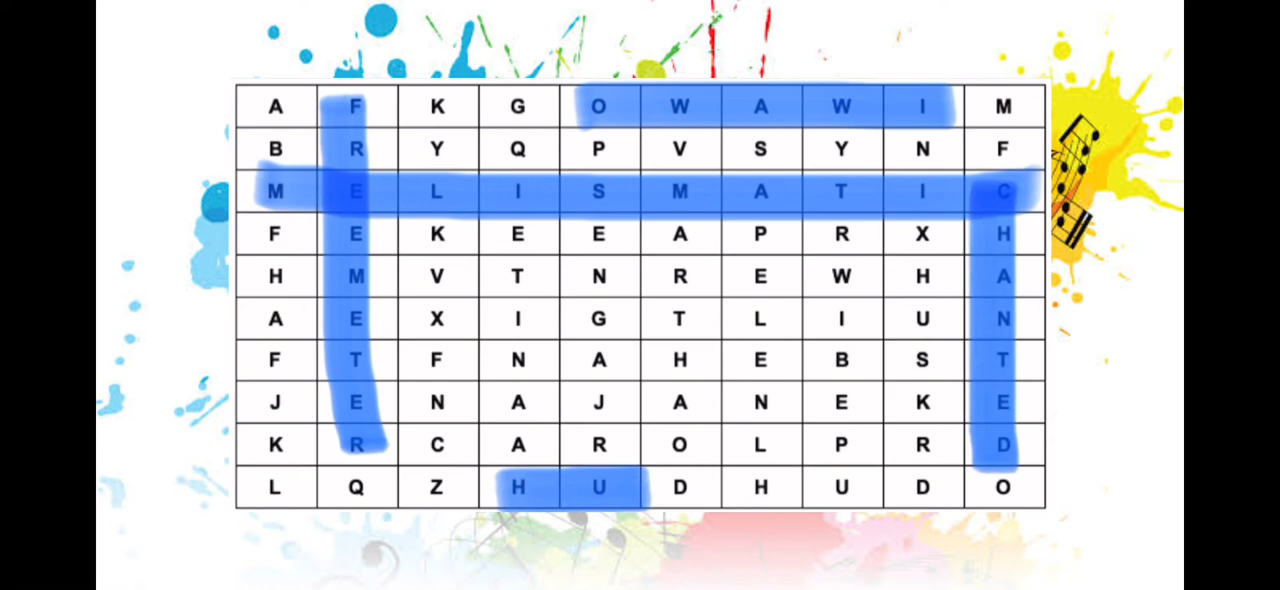 A F K G O W A W I M
B R Y Q P V S Y N F
M E L I S M A T I C
F E K E E A P R X H
H M V T N R E W H A
A E X I G T L I U N
F T F N A H E B S T
J E N A J A N E K E
K R C A R O L P R D
L Q Z H U D H U D O